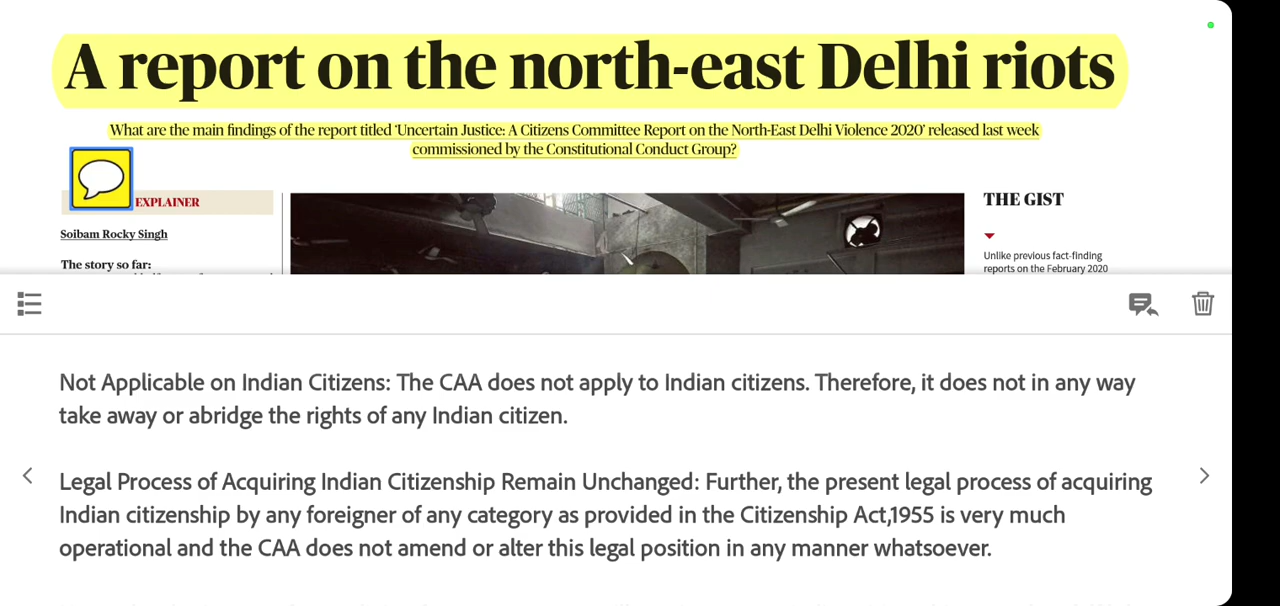 A report on the north-east Delhi riots
What are the main findings of the report titled ‘Uncertain Justice: A Citizens Committee Report on the North-East Delhi Violence 2020’ released last week
commissioned by the Constitutional Conduct Group?
EXPLAINER
THE GIST
Soibam Rocky Singh
The story so far:
Unlike previous fact-finding
reports on the February 2020
Not Applicable on Indian Citizens: The CAA does not apply to Indian citizens. Therefore, it does not in any way
take away or abridge the rights of any Indian citizen.
Legal Process of Acquiring Indian Citizenship Remain Unchanged: Further, the present legal process of acquiring
Indian citizenship by any foreigner of any category as provided in the Citizenship Act,1955 is very much
operational and the CAA does not amend or alter this legal position in any manner whatsoever.